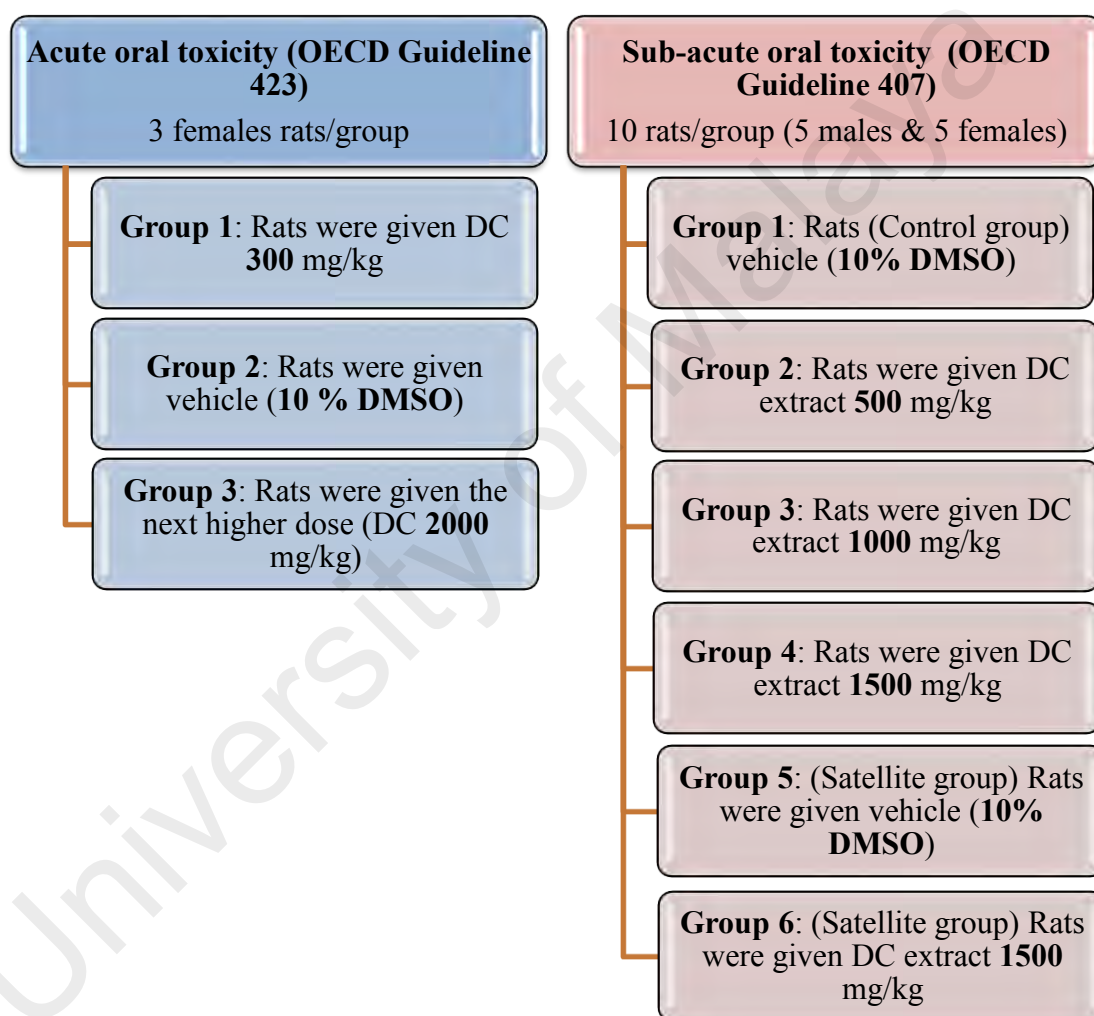 Acute oral toxicity (OECD Guideline
423)
3 females rats/group
Group 1: Rats were given DC
300 mg/kg
Group 2: Rats were given
vehicle (10 % DMSO)
Group 3: Rats were given the
next higher dose (DC 2000
mg/kg)
Sub-acute oral toxicity (OECD
Guideline 407)
10 rats/group (5 males & 5 females)
Group 1: Rats (Control group)
vehicle (10% DMSO)
Group 2: Rats were given DC
extract 500 mg/kg
Group 3: Rats were given DC
extract 1000 mg/kg
Group 4: Rats were given DC
extract 1500 mg/kg
Group 5: (Satellite group) Rats
were given vehicle (10%
DMSO)
Group 6: (Satellite group) Rats
were given DC extract 1500
mg/kg
University of Malaya